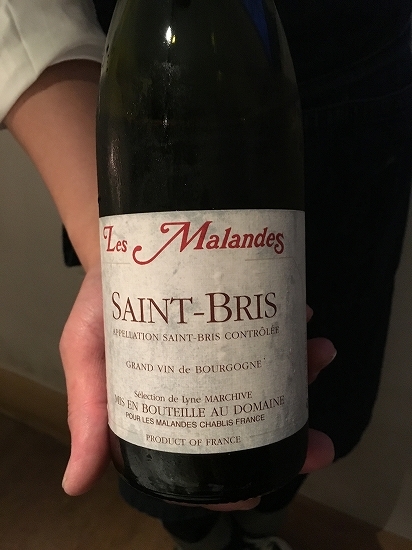 Les Malandes
SAINT-BRIS
APPELLATION SAINT-BRIS CONTRÔLÉE
GRAND VIN de BOURGOGNE
Sélection de Lyne MARCHIVE
MIS EN BOUTEILLE AU DOMAINE
POUR LES MALANDES CHABLIS FRANCE
PRODUCT OF FRANCE